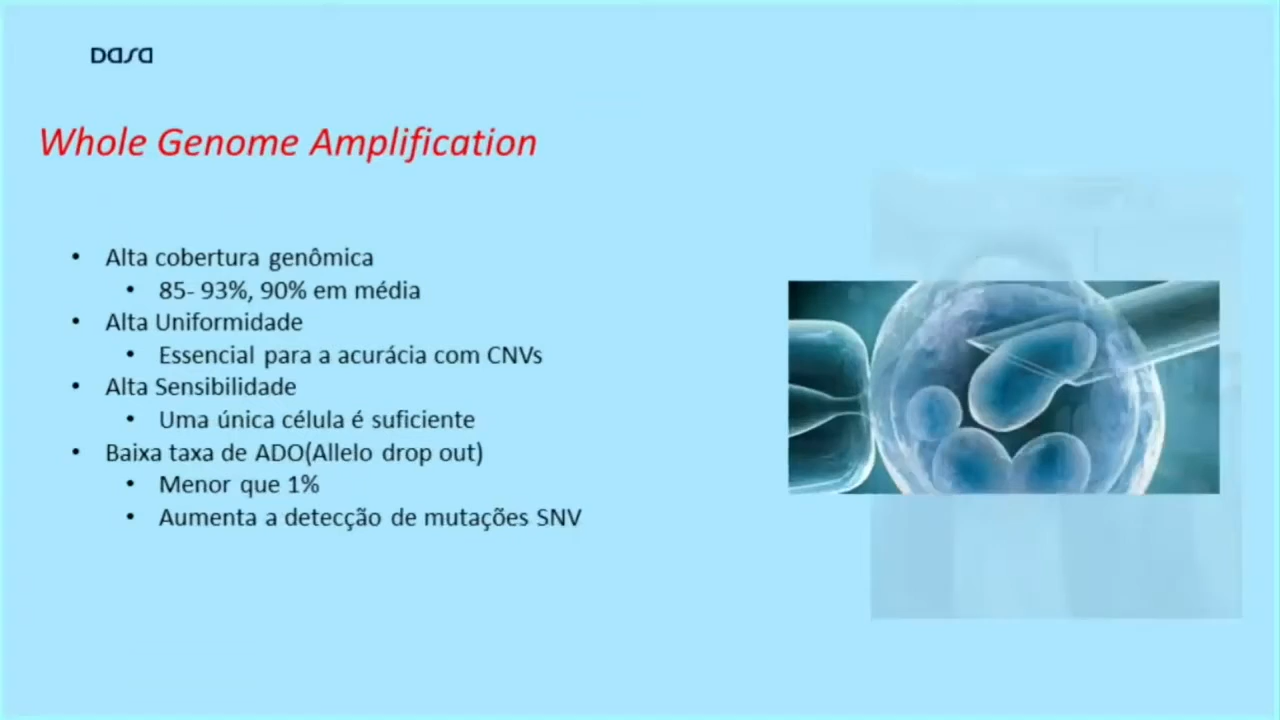 Dasa
Whole Genome Amplification
• Alta cobertura genômica
• 85- 93%, 90% em média
• Alta Uniformidade
• Essencial para a acurácia com CNVs
• Alta Sensibilidade
• Uma única célula é suficiente
• Baixa taxa de ADO(Allelo drop out)
• Menor que 1%
• Aumenta a detecção de mutações SNV